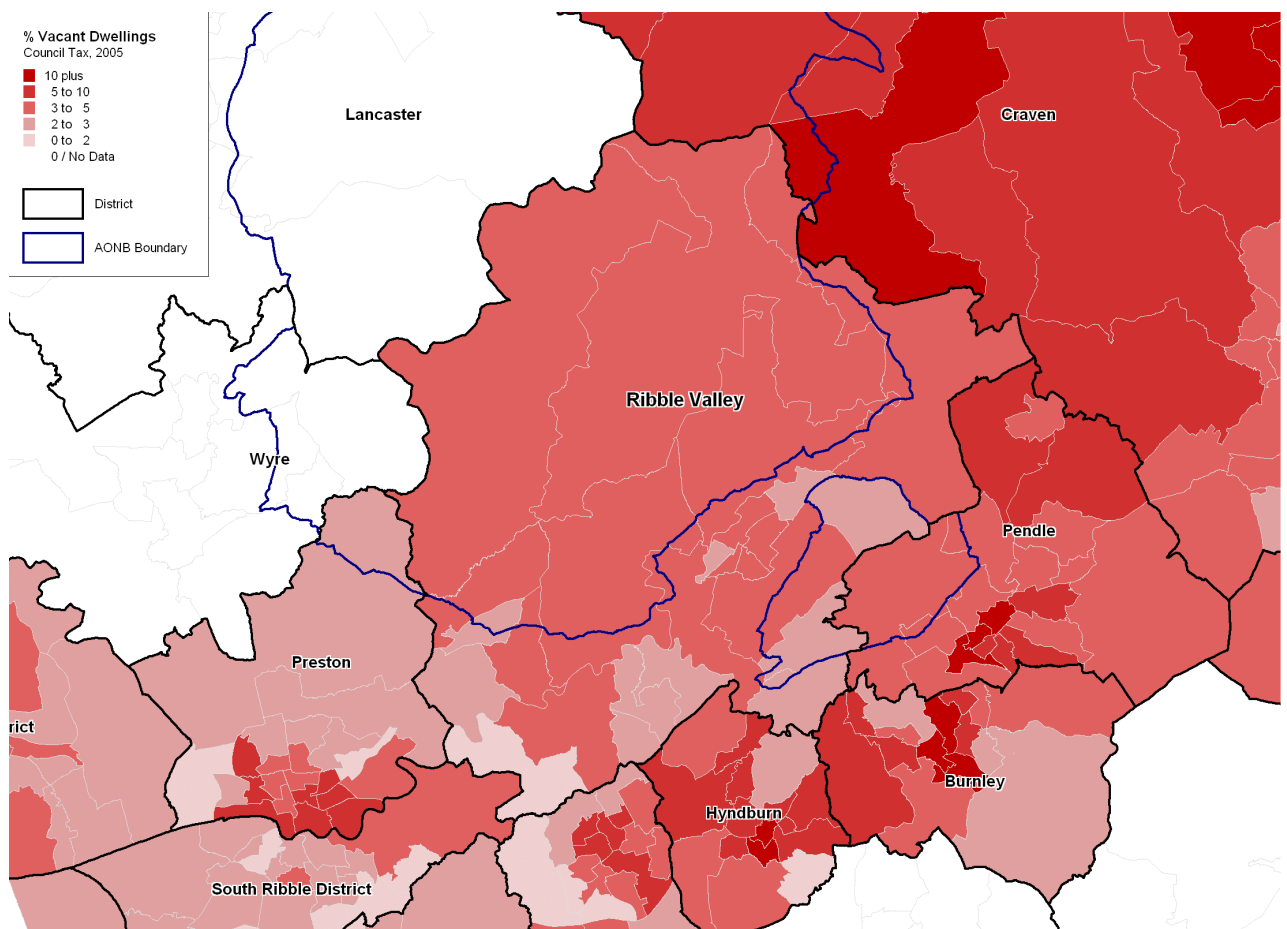 % Vacant Dwellings
Council Tax, 2005
10 plus
5 to 10
3 to 5
2 to 3
0 to 2
0 / No Data
District
AONB Boundary
Lancaster
Craven
Ribble Valley
Wyre
Pendle
Preston
rict
Burnley
Hyndburn
South Ribble District